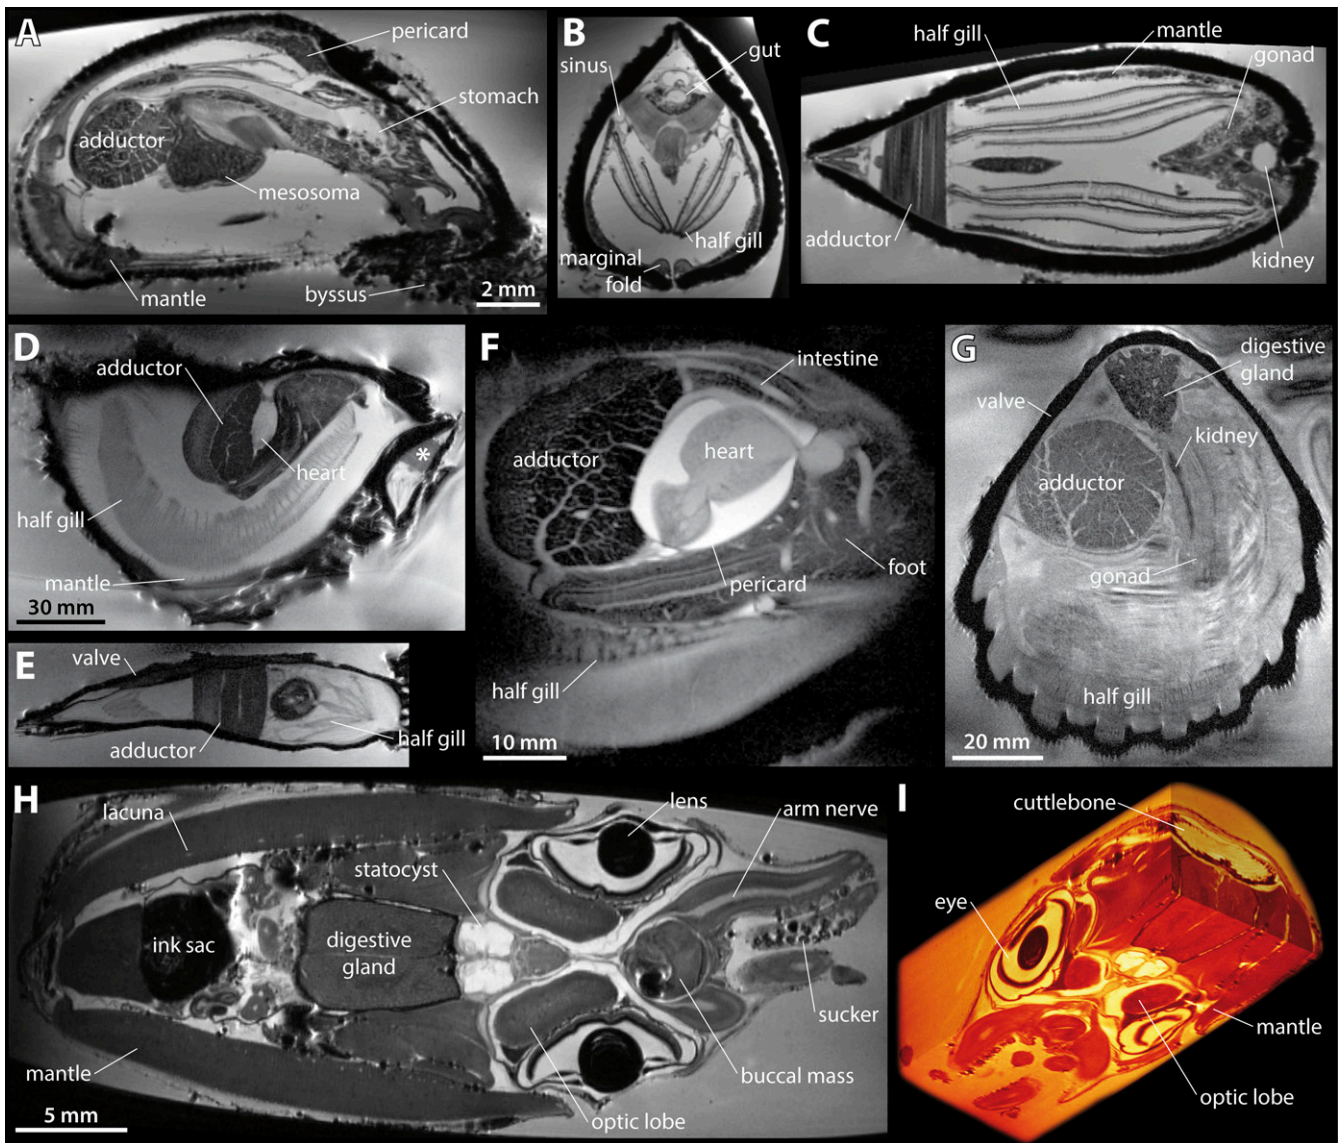 A
pericard
stomach
adductor
mesosoma
mantle
byssus
2 mm
B
sinus
gut
half gill
marginal
fold
C
half gill
mantle
gonad
adductor
kidney
D
adductor
heart
*
half gill
mantle
30 mm
E
valve
adductor
half gill
F
intestine
adductor
heart
foot
pericard
half gill
10 mm
G
digestive
gland
valve
kidney
adductor
gonad
half gill
20 mm
H
lacuna
lens
arm nerve
statocyst
ink sac
digestive
gland
sucker
mantle
buccal mass
optic lobe
5 mm
I
cuttlebone
eye
mantle
optic lobe